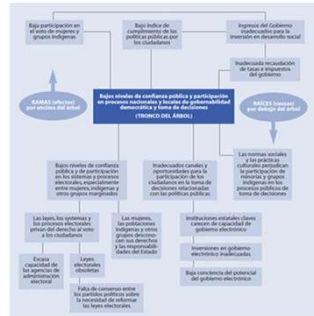 Baja participación en
el voto de mujeres y
grupos indígenas
Bajo índice de
cumplimiento de las
políticas públicas por
los ciudadanos
Ingresos del Gobierno
inadecuados para la
inversión en desarrollo social
Inadecuada recaudación
de tasas e impuestos
del gobierno
RAMAS (efectos)
por encima del árbol
Bajos niveles de confianza pública y participación
en procesos nacionales y locales de gobernabilidad
democrática y toma de decisiones
(TRONCO DEL ÁRBOL)
RAÍCES (causas)
por debajo del árbol
Bajos niveles de confianza
pública y de participación
en los sistemas y procesos
electorales, especialmente
entre mujeres, indígenas y
otros grupos marginados
Inadecuados canales y
oportunidades para la
participación de los
ciudadanos en la toma de
decisiones relacionadas
con las políticas públicas
Las normas sociales
y las prácticas
culturales perjudican
la participación de
minorías y grupos
indígenas en los
procesos públicos de
toma de decisiones
Las leyes, los sistemas y
los procesos electorales
privan del derecho al voto
a los ciudadanos
Las mujeres,
las poblaciones
indígenas y otros
grupos descono-
cen sus derechos y
las responsabili-
dades del Estado
Instituciones estatales claves
carecen de capacidad de
gobierno electrónico
Inversiones en gobierno
electrónico inadecuadas
Baja conciencia del potencial
del gobierno electrónico
Escasa
capacidad de
las agencias de
administración
electoral
Leyes
electorales
obsoletas
Falta de consenso entre
los partidos políticos sobre
la necesidad de reformar
las leyes electorales